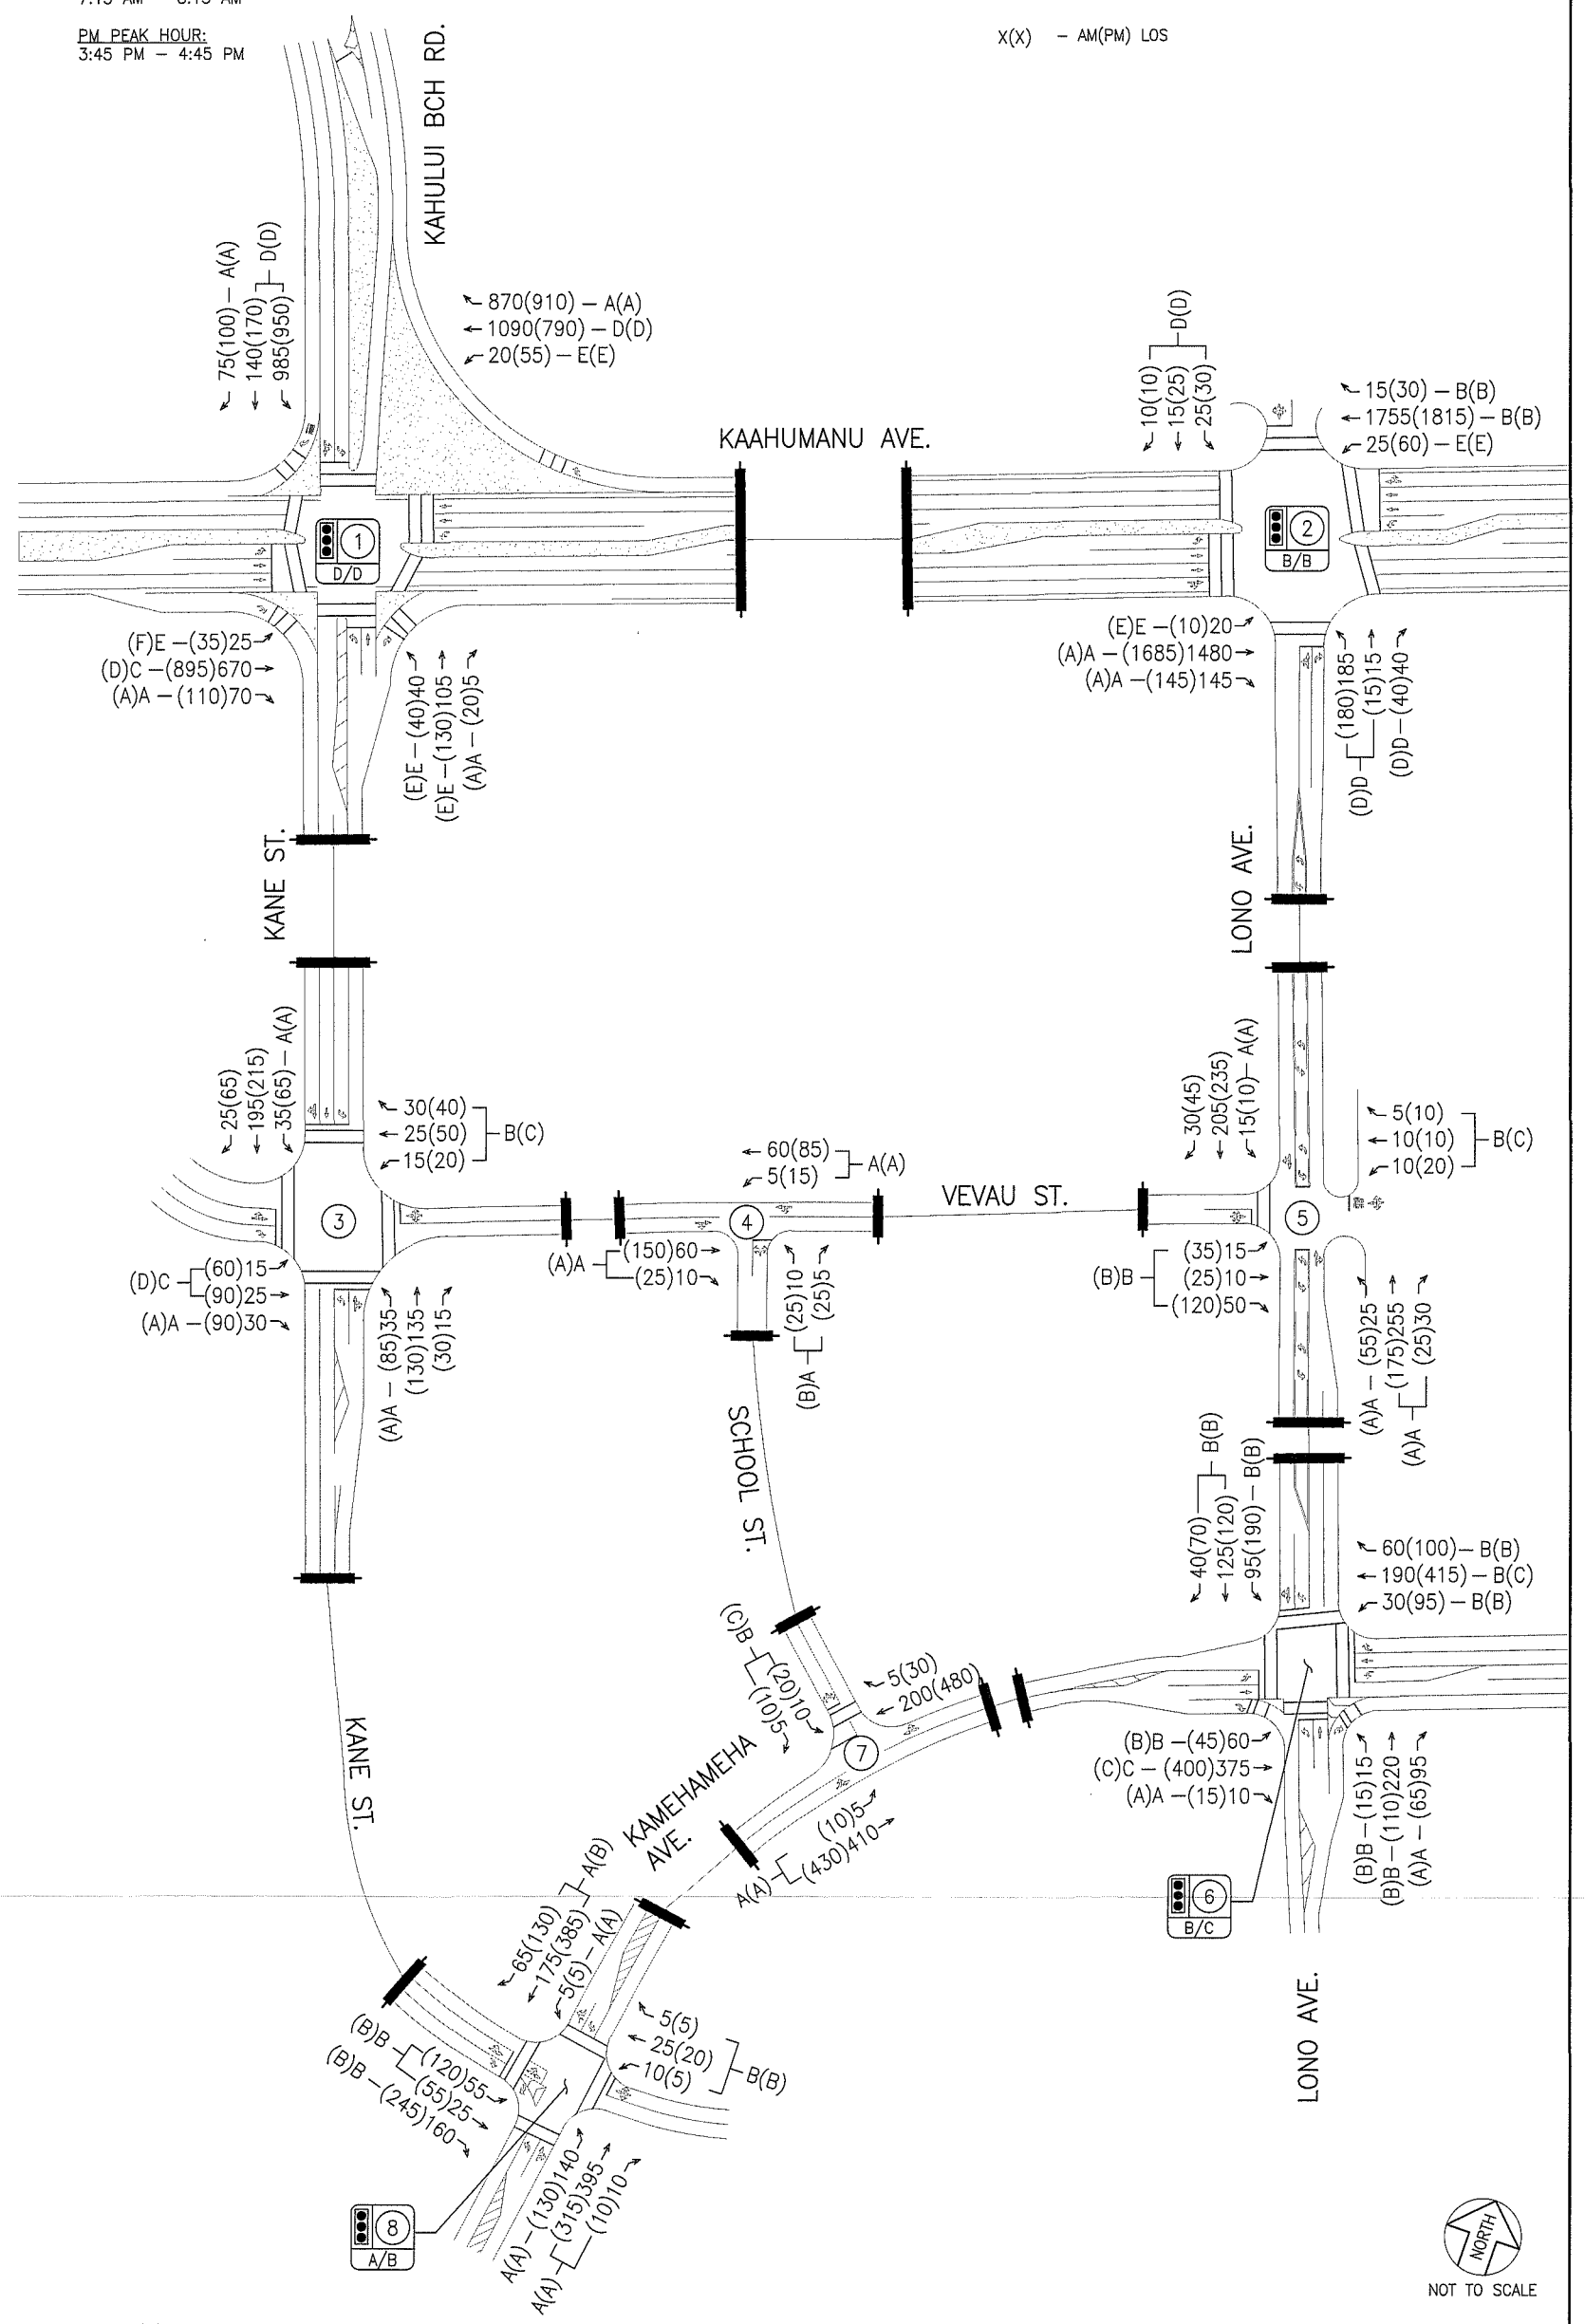 PM PEAK HOUR:
3:45 PM – 4:45 PM
X(X) – AM(PM) LOS
KAHULUI BCH RD.
75(100) – A(A)
140(170)
985(950)
D(D)
870(910) – A(A)
1090(790) – D(D)
20(55) – E(E)
KAAHUMANU AVE.
10(10)
15(25)
25(30)
D(D)
15(30) – B(B)
1755(1815) – B(B)
25(60) – E(E)
1
D/D
2
B/B
(F)E – (35)25
(D)C – (895)670
(A)A – (110)70
(E)E – (40)40
(E)E – (130)105
(A)A – (20)5
(E)E – (10)20
(A)A – (1685)1480
(A)A – (145)145
(180)185
(15)15
(D)D
(D)D – (40)40
KANE ST.
LONO AVE.
25(65)
195(215)
35(65) – A(A)
30(40)
25(50)
15(20)
B(C)
60(85)
5(15)
A(A)
VEVAU ST.
30(45)
205(235)
15(10) – A(A)
5(10)
10(10)
10(20)
B(C)
3
4
5
(D)C
(60)15
(90)25
(A)A – (90)30
(A)A – (85)35
(130)135
(30)15
(A)A
(150)60
(25)10
(25)10
(25)5
(B)A
(B)B
(35)15
(25)10
(120)50
(A)A – (55)25
(175)255
(25)30
(A)A
SCHOOL ST.
40(70)
125(120)
B(B)
95(190) – B(B)
60(100) – B(B)
190(415) – B(C)
30(95) – B(B)
(C)B
(20)10
(10)5
5(30)
200(480)
7
KANE ST.
KAMEHAMEHA
AVE.
(10)5
(430)410
A(A)
(B)B – (45)60
(C)C – (400)375
(A)A – (15)10
(B)B – (15)15
(B)B – (110)220
(A)A – (65)95
6
B/C
65(130)
175(385)
A(B)
5(5) – A(A)
5(5)
25(20)
10(5)
B(B)
(B)B
(120)55
(55)25
(B)B – (245)160
A(A) – (130)140
(315)395
(10)10
A(A)
8
A/B
LONO AVE.
NORTH
NOT TO SCALE